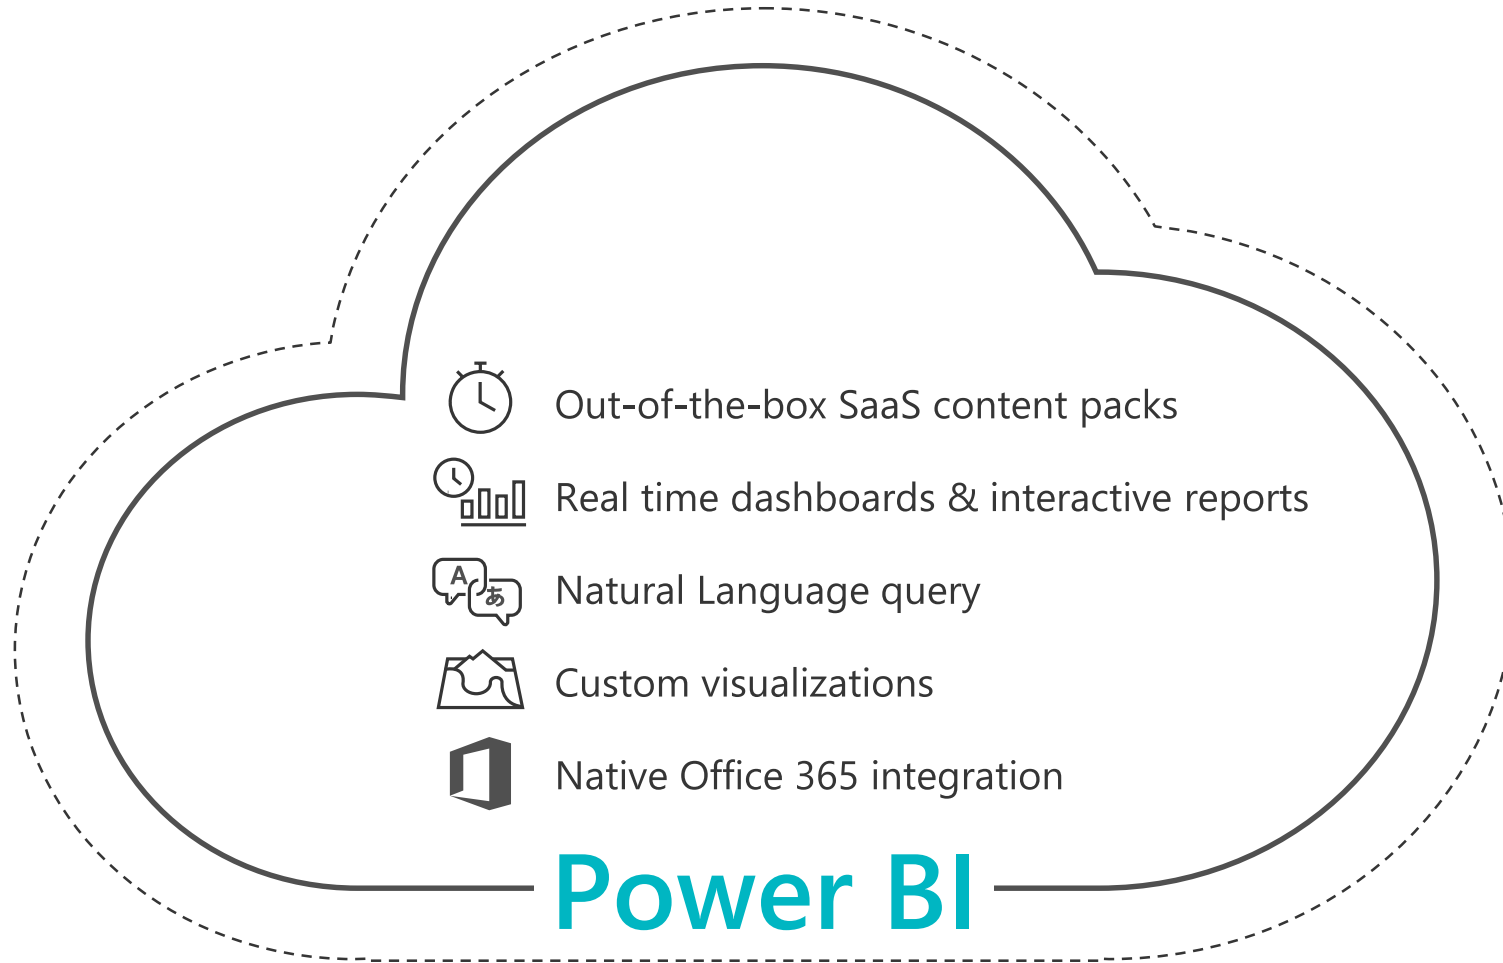 Out-of-the-box SaaS content packs
Real time dashboards & interactive reports
A
あ
Natural Language query
Custom visualizations
Native Office 365 integration
Power BI